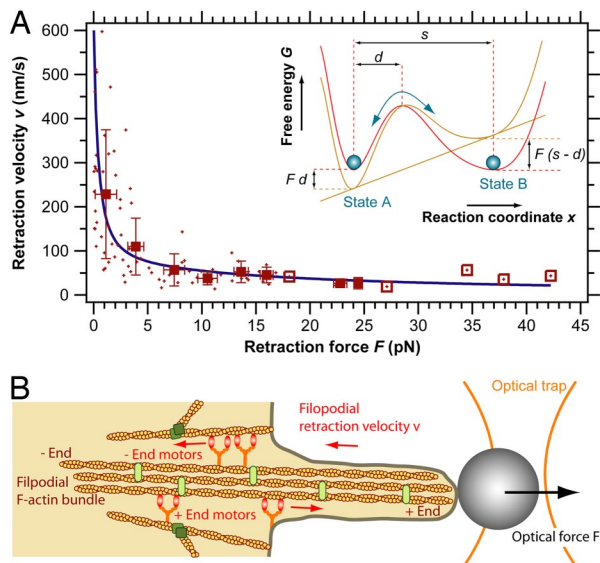 A
Retraction velocity v (nm/s)
600
500
400
300
200
100
0
0
5
10
15
20
25
30
35
40
Retraction force F (pN)
Free energy G
s
d
F d
F (s - d)
State A
State B
Reaction coordinate x
B
Optical trap
Filopodial
retraction velocity v
- End
- End motors
Filpodial
F-actin bundle
+ End motors
+ End
Optical force F